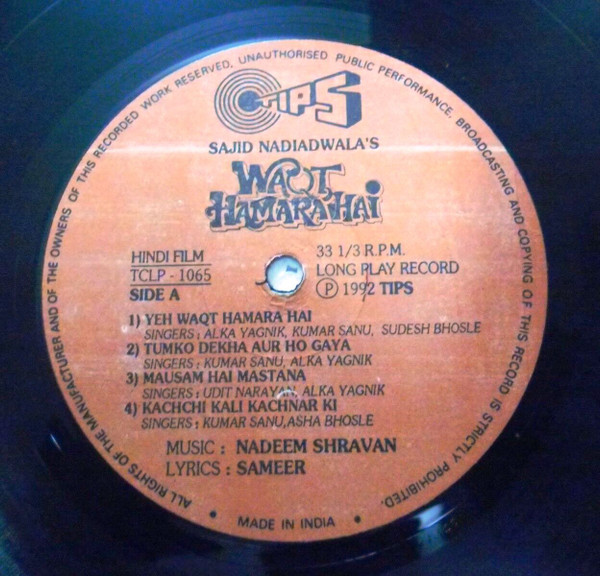 ALL RIGHTS OF THE MANUFACTURER AND OF THE OWNERS OF THIS RECORDED WORK RESERVED. UNAUTHORISED PUBLIC PERFORMANCE, BROADCASTING AND COPYING OF THIS RECORD IS STRICTLY PROHIBITED.
TIPS
SAJID NADIADWALA'S
WAQT
HAMARA HAI
HINDI FILM
TCLP - 1065
SIDE A
33 1/3 R.P.M.
LONG PLAY RECORD
Ⓟ 1992 TIPS
1) YEH WAQT HAMARA HAI
SINGERS : ALKA YAGNIK, KUMAR SANU, SUDESH BHOSLE
2) TUMKO DEKHA AUR HO GAYA
SINGERS : KUMAR SANU, ALKA YAGNIK
3) MAUSAM HAI MASTANA
SINGERS : UDIT NARAYAN, ALKA YAGNIK
4) KACHCHI KALI KACHNAR KI
SINGERS : KUMAR SANU,ASHA BHOSLE
MUSIC : NADEEM SHRAVAN
LYRICS : SAMEER
• MADE IN INDIA •